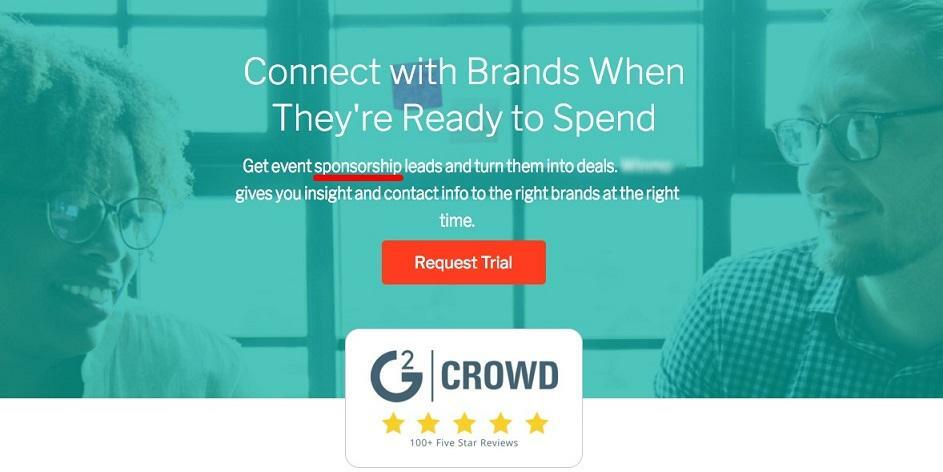 Connect with Brands When
They're Ready to Spend
Get event sponsorship leads and turn them into deals.
gives you insight and contact info to the right brands at the right
time.
Request Trial
G2 | CROWD
100+ Five Star Reviews